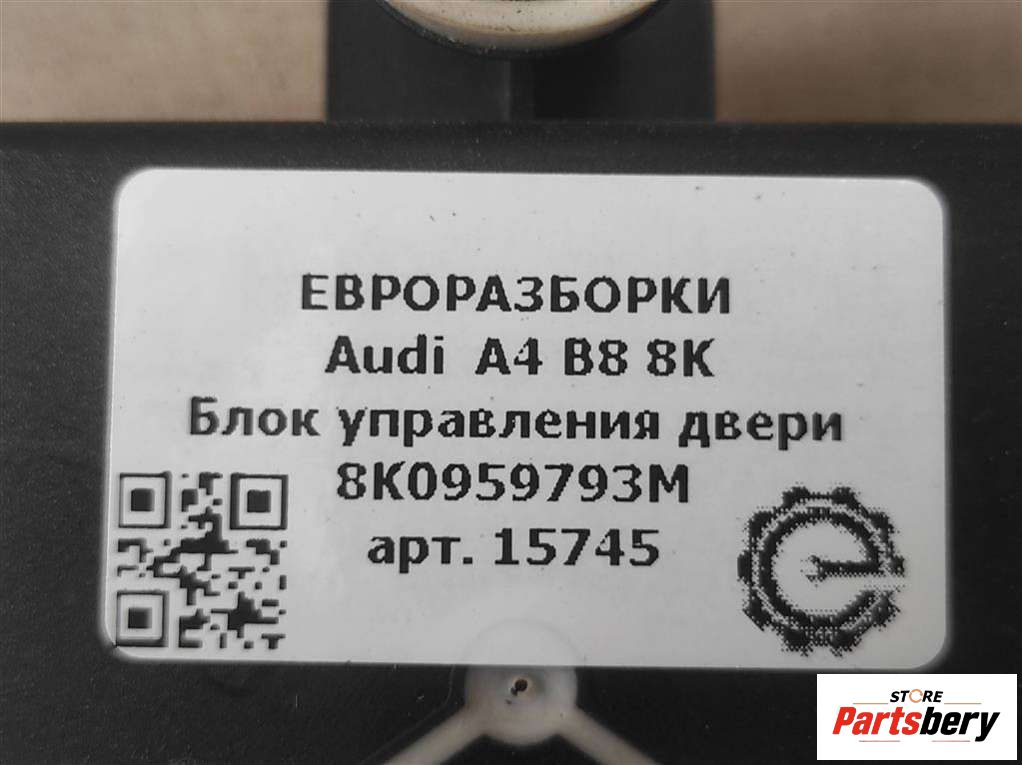 ЕВРОРАЗБОРКИ
Audi A4 B8 8K
Блок управления двери
8K0959793M
арт. 15745
STORE
Partsbery